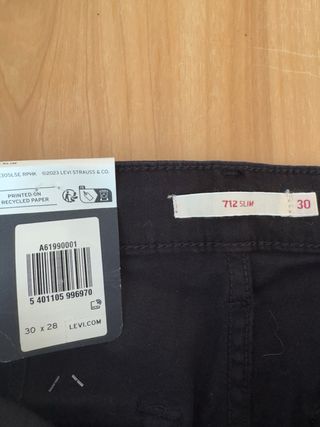 ©2023 LEVI STRAUSS & CO.
PRINTED ON
RECYCLED PAPER
712 SLIM
30
A61990001
5 401105 996970
30 x 28
LEVI.COM